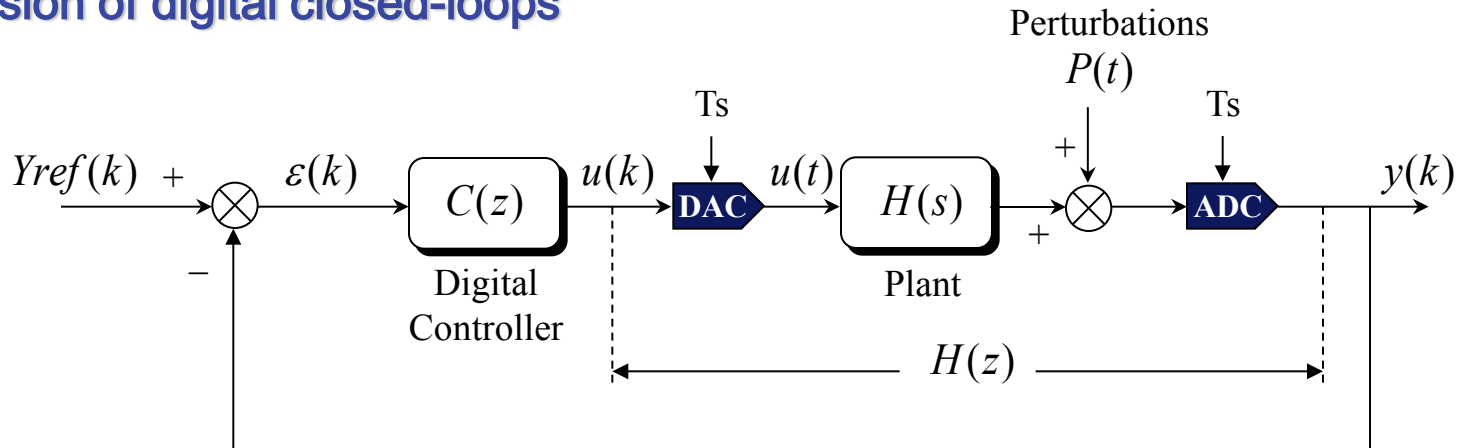 sion of digital closed-loops
Perturbations
P(t)
Ts
Ts
Yref(k) + ε(k) C(z) u(k) DAC u(t) H(s) + + ADC y(k)
−
Digital
Controller
Plant
H(z)